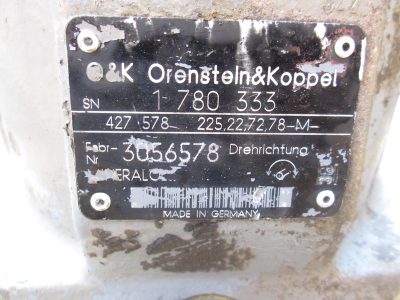 O&K Orenstein&Koppel
SN 1 780 333
427.578 225.22.72.78-M-
Fabr- Nr 3056578 Drehrichtung
MADE IN GERMANY